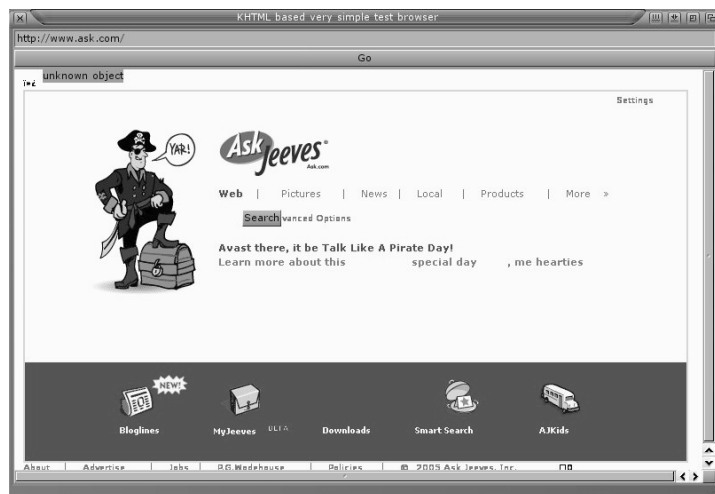 KHTML based very simple test browser
http://www.ask.com/
Go
unknown object
Settings
YAR!
Ask Jeeves®
Ask.com
Web | Pictures | News | Local | Products | More »
Search vanced Options
Avast there, it be Talk Like A Pirate Day!
Learn more about this special day , me hearties
NEW!
Bloglines MyJeeves BETA Downloads Smart Search AJKids
About | Advertise | Jobs | P.G.Wodehouse | Policies | © 2005 Ask Jeeves, Inc.